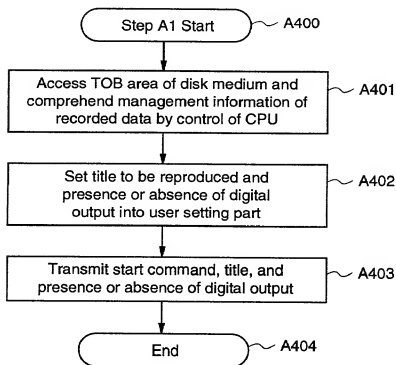 Step A1 Start
A400
Access TOB area of disk medium and
comprehend management information of
recorded data by control of CPU
A401
Set title to be reproduced and
presence or absence of digital
output into user setting part
A402
Transmit start command, title, and
presence or absence of digital output
A403
End
A404